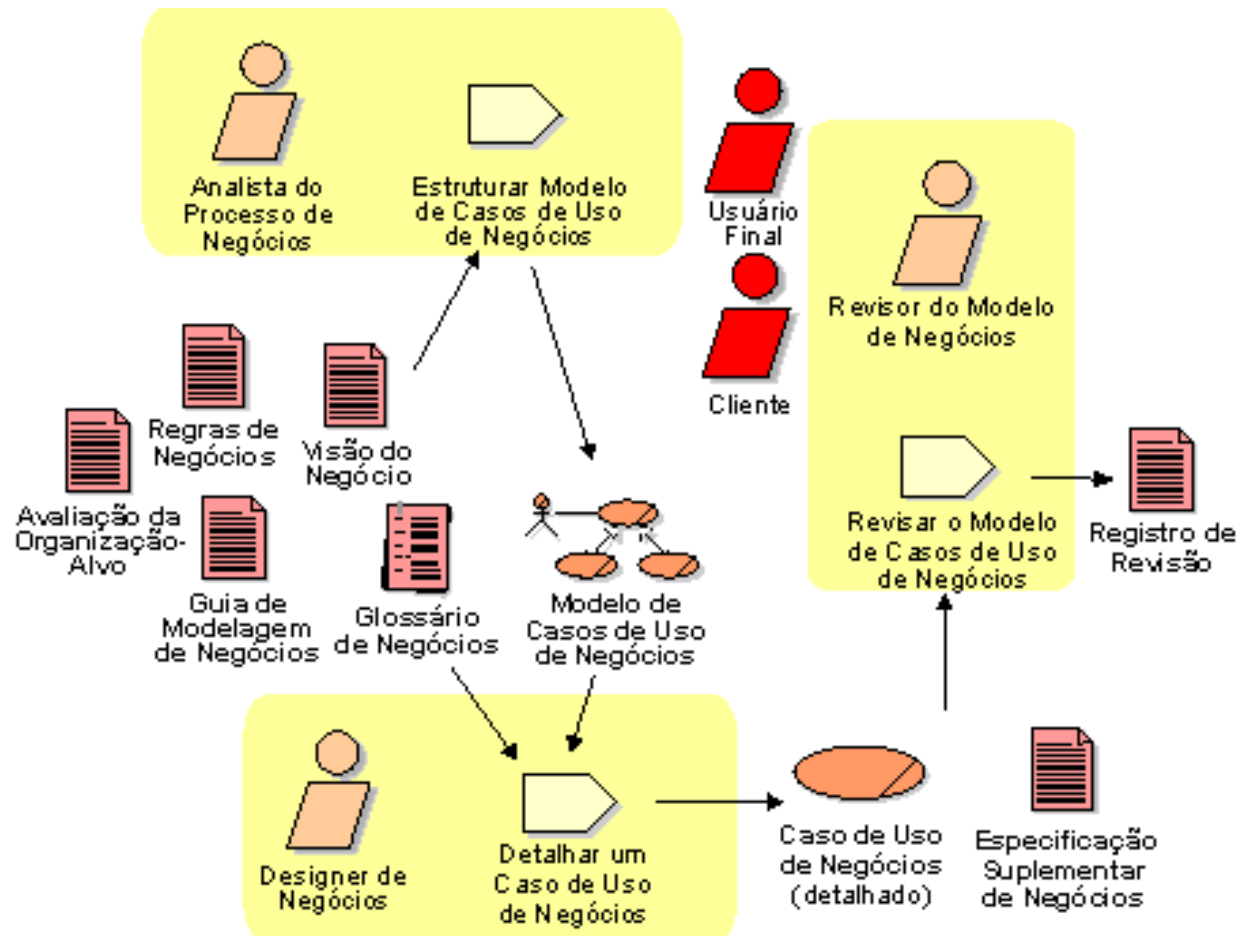 Analista do
Processo de
Negócios
Estruturar Modelo
de Casos de Uso
de Negócios
Usuário
Final
Cliente
Revisor do Modelo
de Negócios
Regras de
Negócios
Visão do
Negócio
Avaliação da
Organização-
Alvo
Guia de
Modelagem
de Negócios
Glossário
de Negócios
Modelo de
Casos de Uso
de Negócios
Revisar o Modelo
de Casos de Uso
de Negócios
Registro de
Revisão
Designer de
Negócios
Detalhar um
Caso de Uso
de Negócios
Caso de Uso
de Negócios
(detalhado)
Especificação
Suplementar
de Negócios